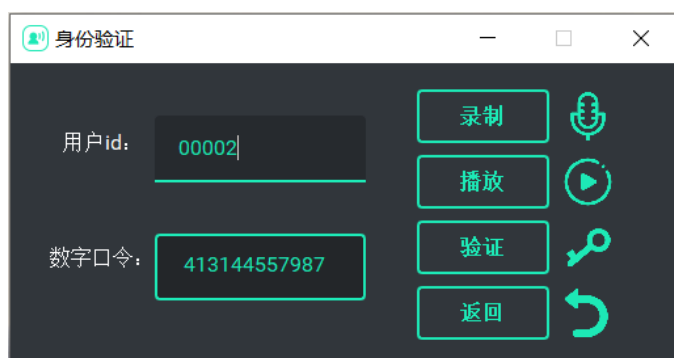 身份验证
用户id：
00002
数字口令：
413144557987
录制
播放
验证
返回